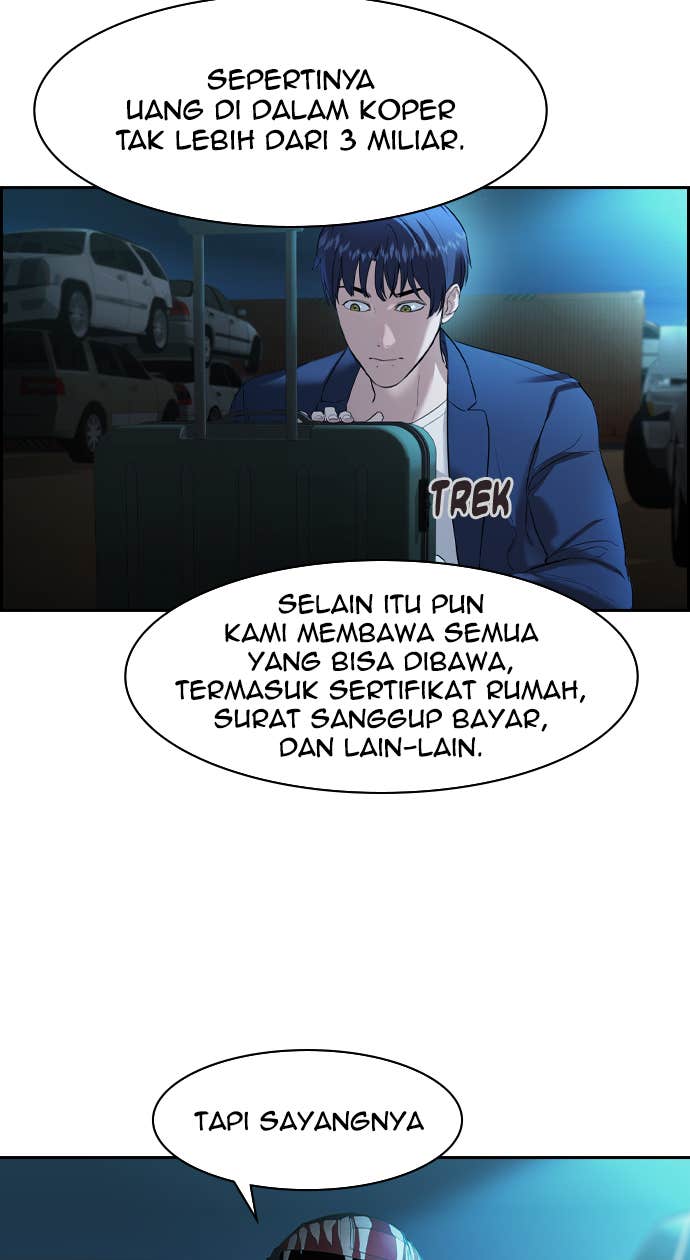 SEPERTINYA
UANG DI DALAM KOPER
TAK LEBIH DARI 3 MILIAR.
TREK
SELAIN ITU PUN
KAMI MEMBAWA SEMUA
YANG BISA DIBAWA,
TERMASUK SERTIFIKAT RUMAH,
SURAT SANGGUP BAYAR,
DAN LAIN-LAIN.
TAPI SAYANGNYA